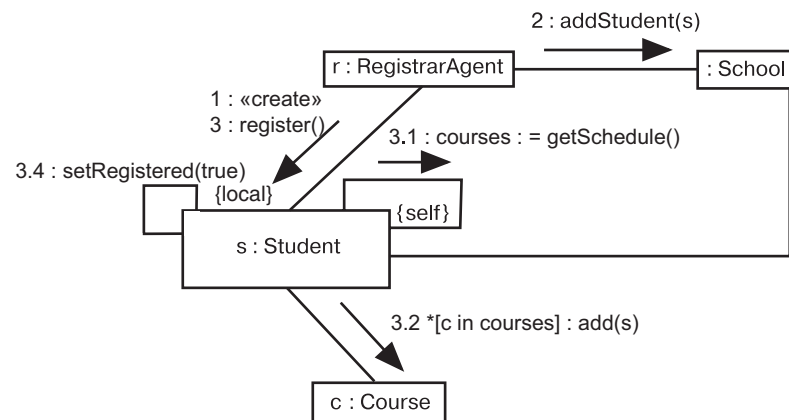 2 : addStudent(s)
r : RegistrarAgent
: School
1 : «create»
3 : register()
3.1 : courses : = getSchedule()
3.4 : setRegistered(true)
{local}
{self}
s : Student
3.2 *[c in courses] : add(s)
c : Course